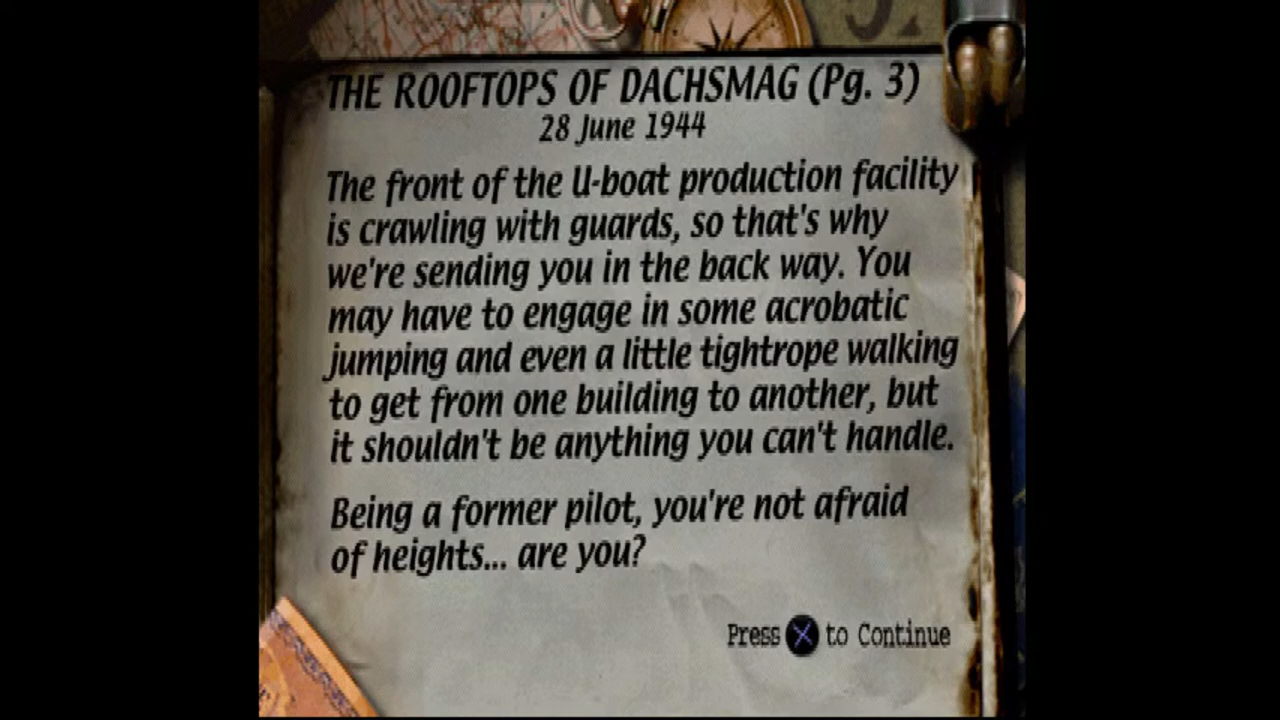 THE ROOFTOPS OF DACHSMAG (Pg. 3)
28 June 1944
The front of the U-boat production facility
is crawling with guards, so that's why
we're sending you in the back way. You
may have to engage in some acrobatic
jumping and even a little tightrope walking
to get from one building to another, but
it shouldn't be anything you can't handle.
Being a former pilot, you're not afraid
of heights... are you?
Press X to Continue